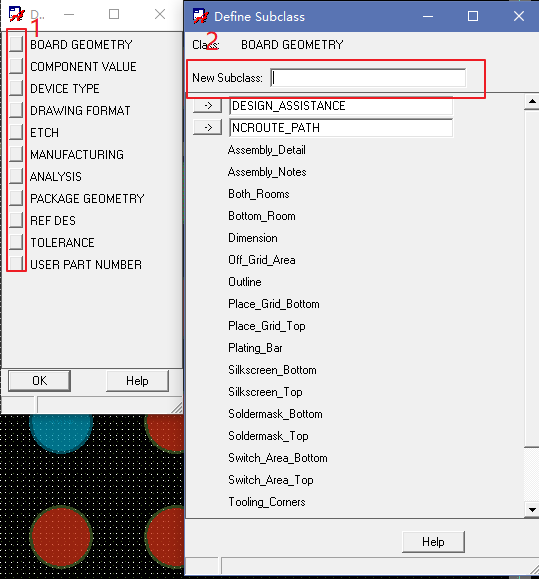 D..
1
BOARD GEOMETRY
COMPONENT VALUE
DEVICE TYPE
DRAWING FORMAT
ETCH
MANUFACTURING
ANALYSIS
PACKAGE GEOMETRY
REF DES
TOLERANCE
USER PART NUMBER
OK
Help
Define Subclass
Class:
BOARD GEOMETRY
2
New Subclass:
-> DESIGN_ASSISTANCE
-> NCROUTE_PATH
Assembly_Detail
Assembly_Notes
Both_Rooms
Bottom_Room
Dimension
Off_Grid_Area
Outline
Place_Grid_Bottom
Place_Grid_Top
Plating_Bar
Silkscreen_Bottom
Silkscreen_Top
Soldermask_Bottom
Soldermask_Top
Switch_Area_Bottom
Switch_Area_Top
Tooling_Corners
Help